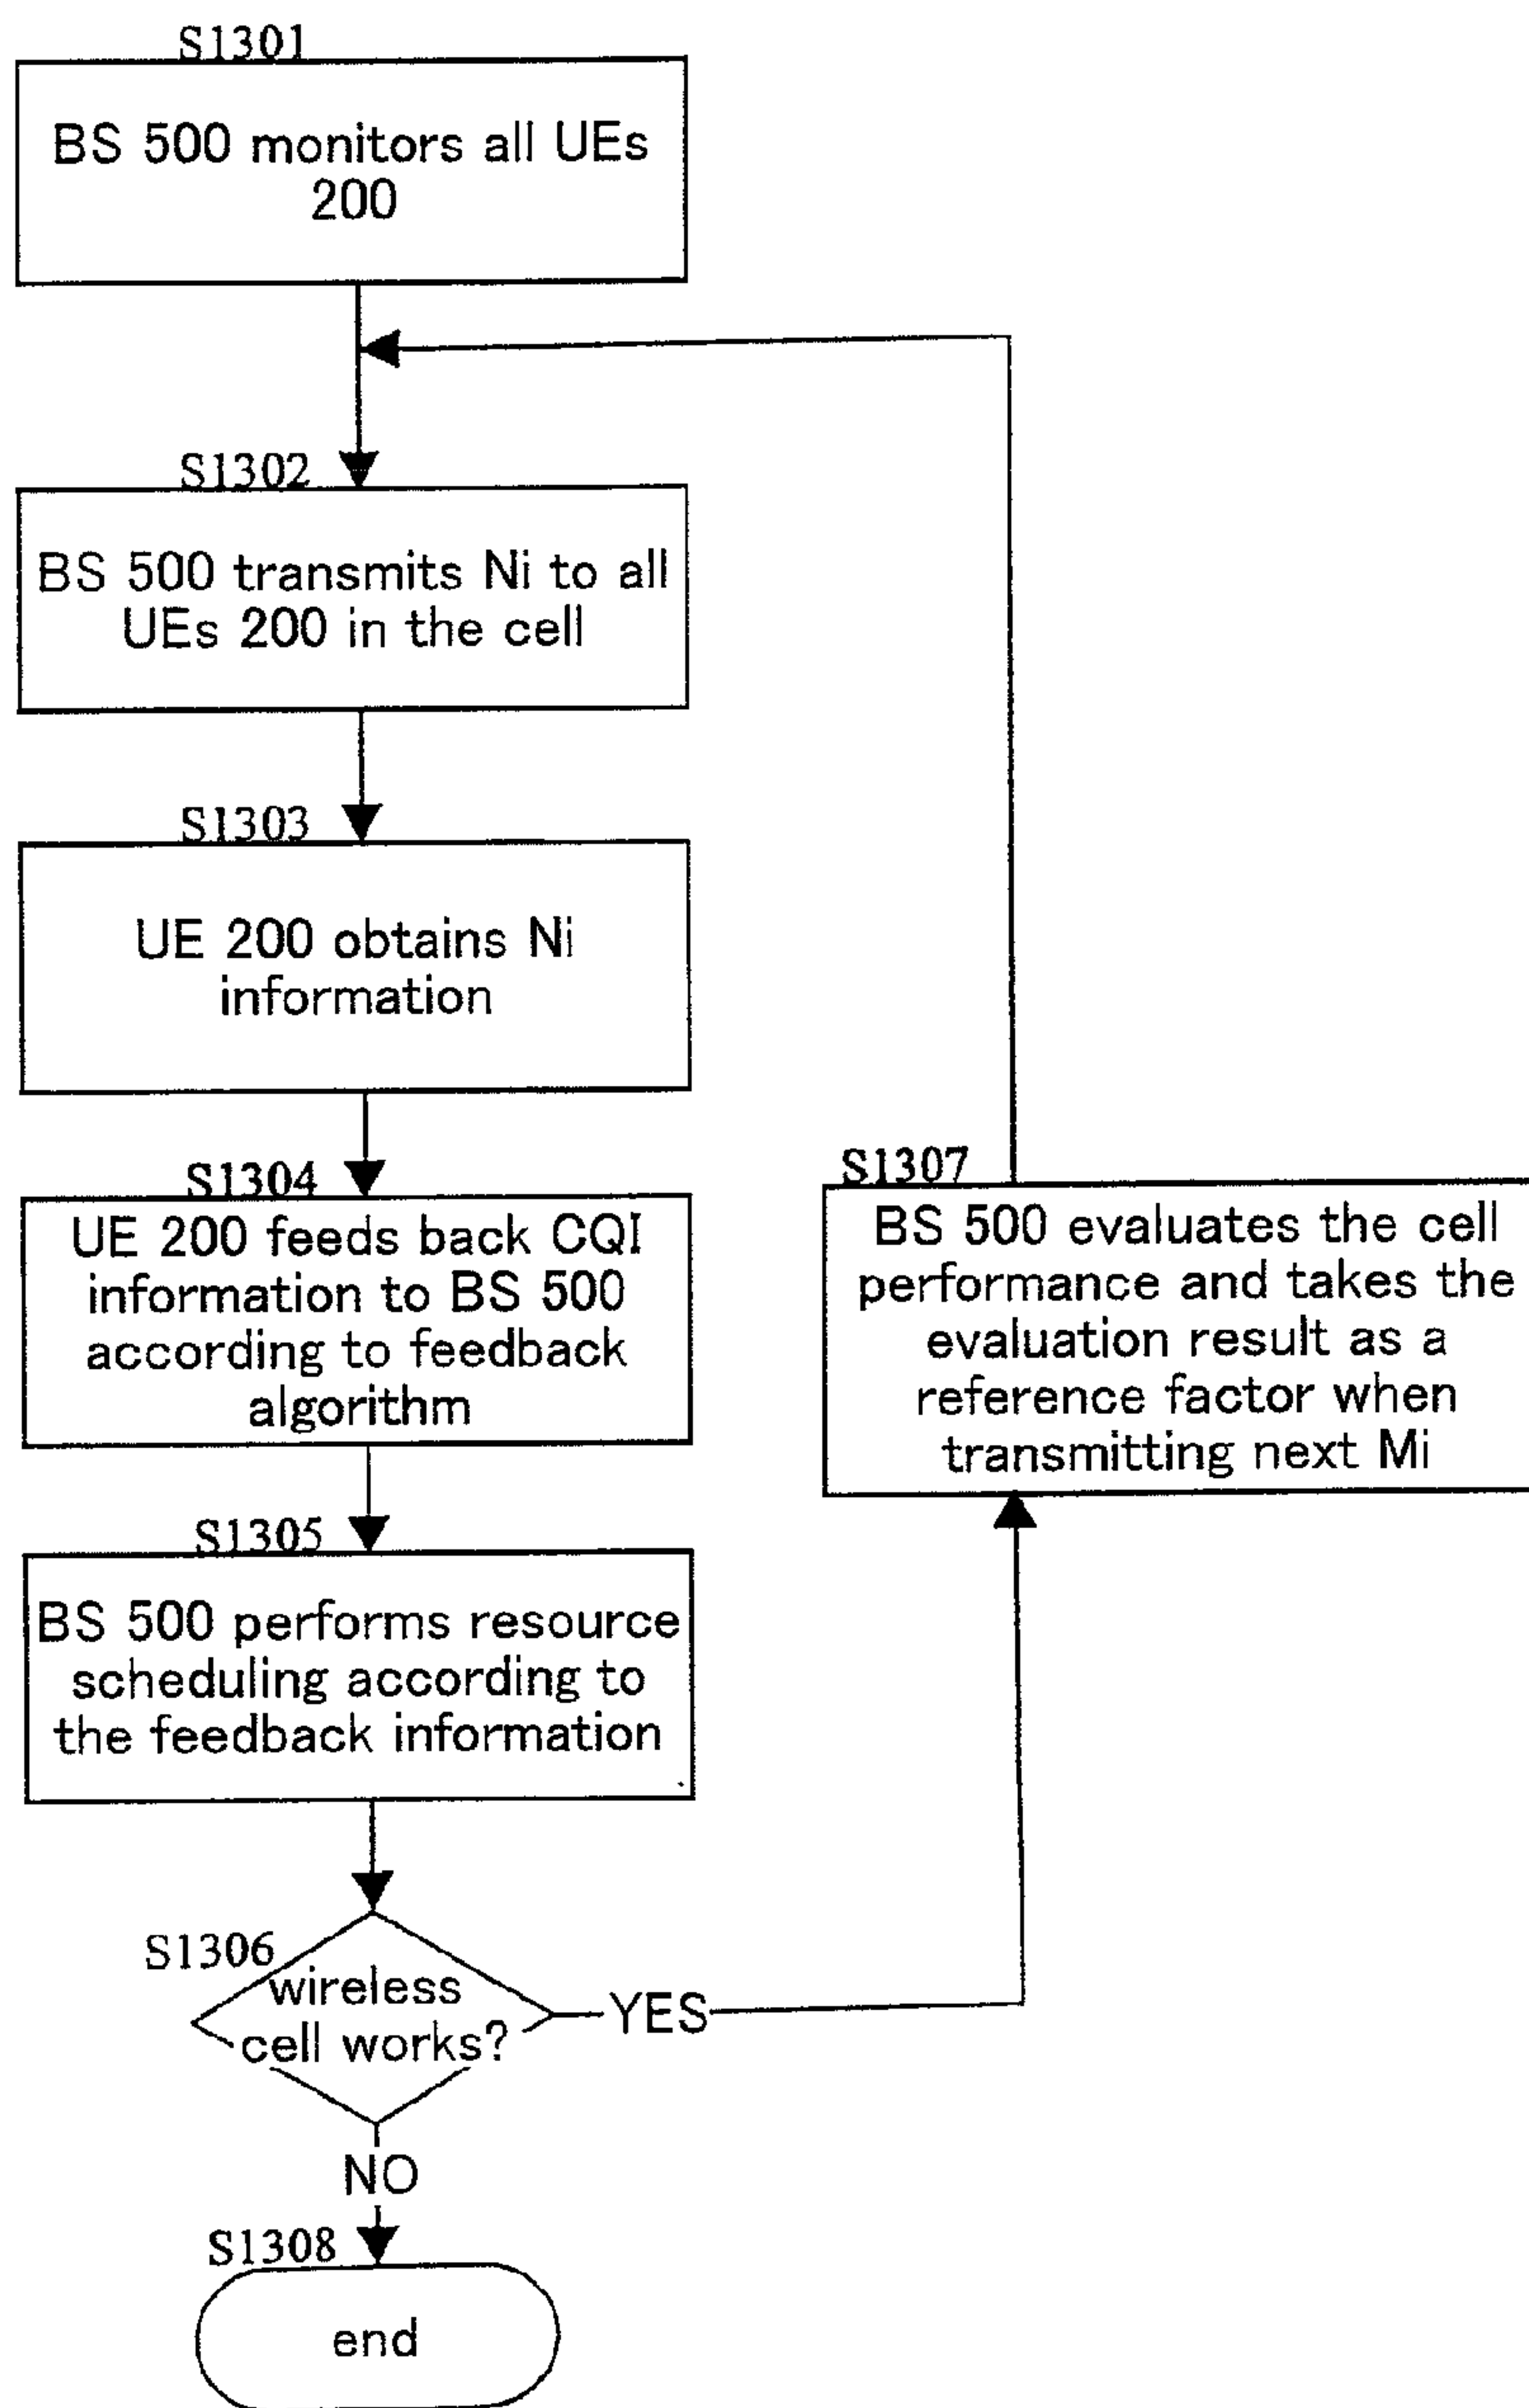 S1301
BS 500 monitors all UEs
200
S1302
BS 500 transmits Ni to all
UEs 200 in the cell
S1303
UE 200 obtains Ni
information
S1304
UE 200 feeds back CQI
information to BS 500
according to feedback
algorithm
S1305
BS 500 performs resource
scheduling according to
the feedback information
S1306
wireless
cell works?
YES
S1307
BS 500 evaluates the cell
performance and takes the
evaluation result as a
reference factor when
transmitting next Mi
NO
S1308
end